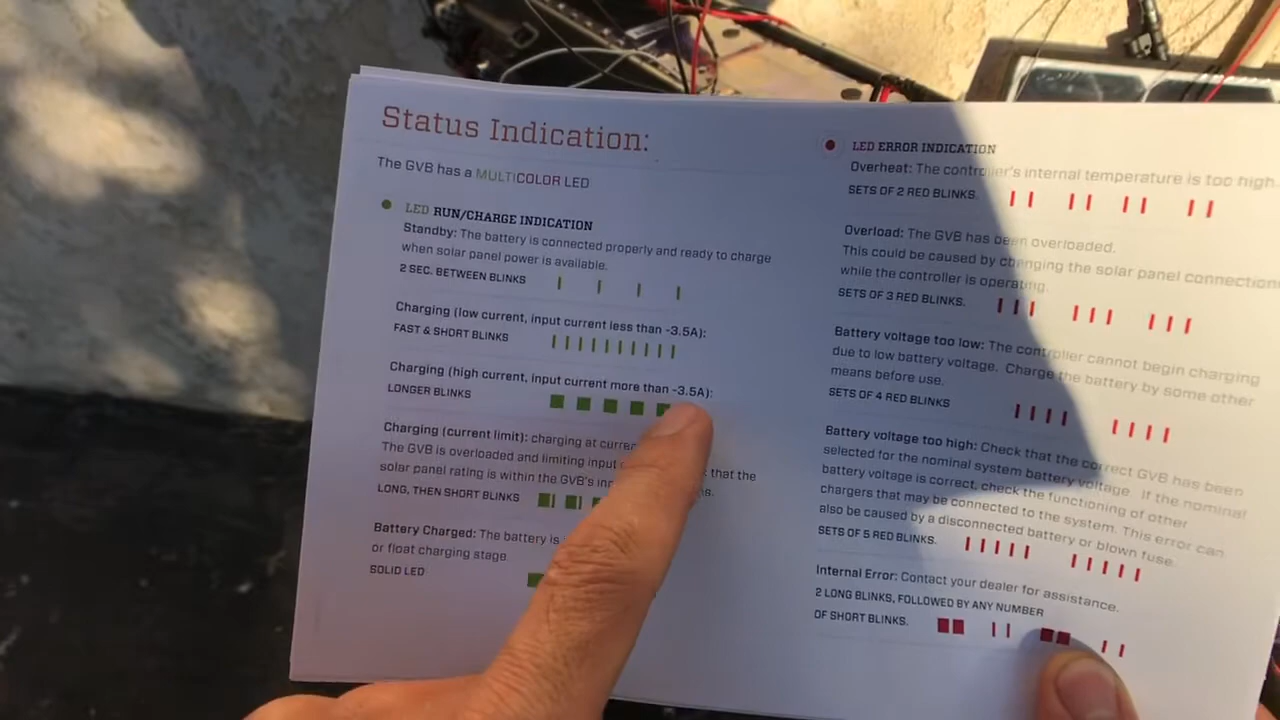 Status Indication:
The GVB has a MULTICOLOR LED
LED RUN/CHARGE INDICATION
Standby: The battery is connected properly and ready to charge
when solar panel power is available.
2 SEC. BETWEEN BLINKS
Charging (low current, input current less than ~3.5A):
FAST & SHORT BLINKS
Charging (high current, input current more than ~3.5A):
LONGER BLINKS
Charging (current limit): charging at
The GVB is overloaded and limiting input that the
solar panel rating is within the GVB's
LONG, THEN SHORT BLINKS
Battery Charged: The battery is
or float charging stage.
SOLID LED
LED ERROR INDICATION
Overheat: The controller's internal temperature is too high.
SETS OF 2 RED BLINKS.
Overload: The GVB has been overloaded.
This could be caused by changing the solar panel connection
while the controller is operating.
SETS OF 3 RED BLINKS.
Battery voltage too low: The controller cannot begin charging
due to low battery voltage. Charge the battery by some other
means before use.
SETS OF 4 RED BLINKS
Battery voltage too high: Check that the correct GVB has been
selected for the nominal system battery voltage. If the nominal
battery voltage is correct, check the functioning of other
chargers that may be connected to the system. This error can
also be caused by a disconnected battery or blown fuse.
SETS OF 5 RED BLINKS.
Internal Error: Contact your dealer for assistance.
2 LONG BLINKS, FOLLOWED BY ANY NUMBER
OF SHORT BLINKS.